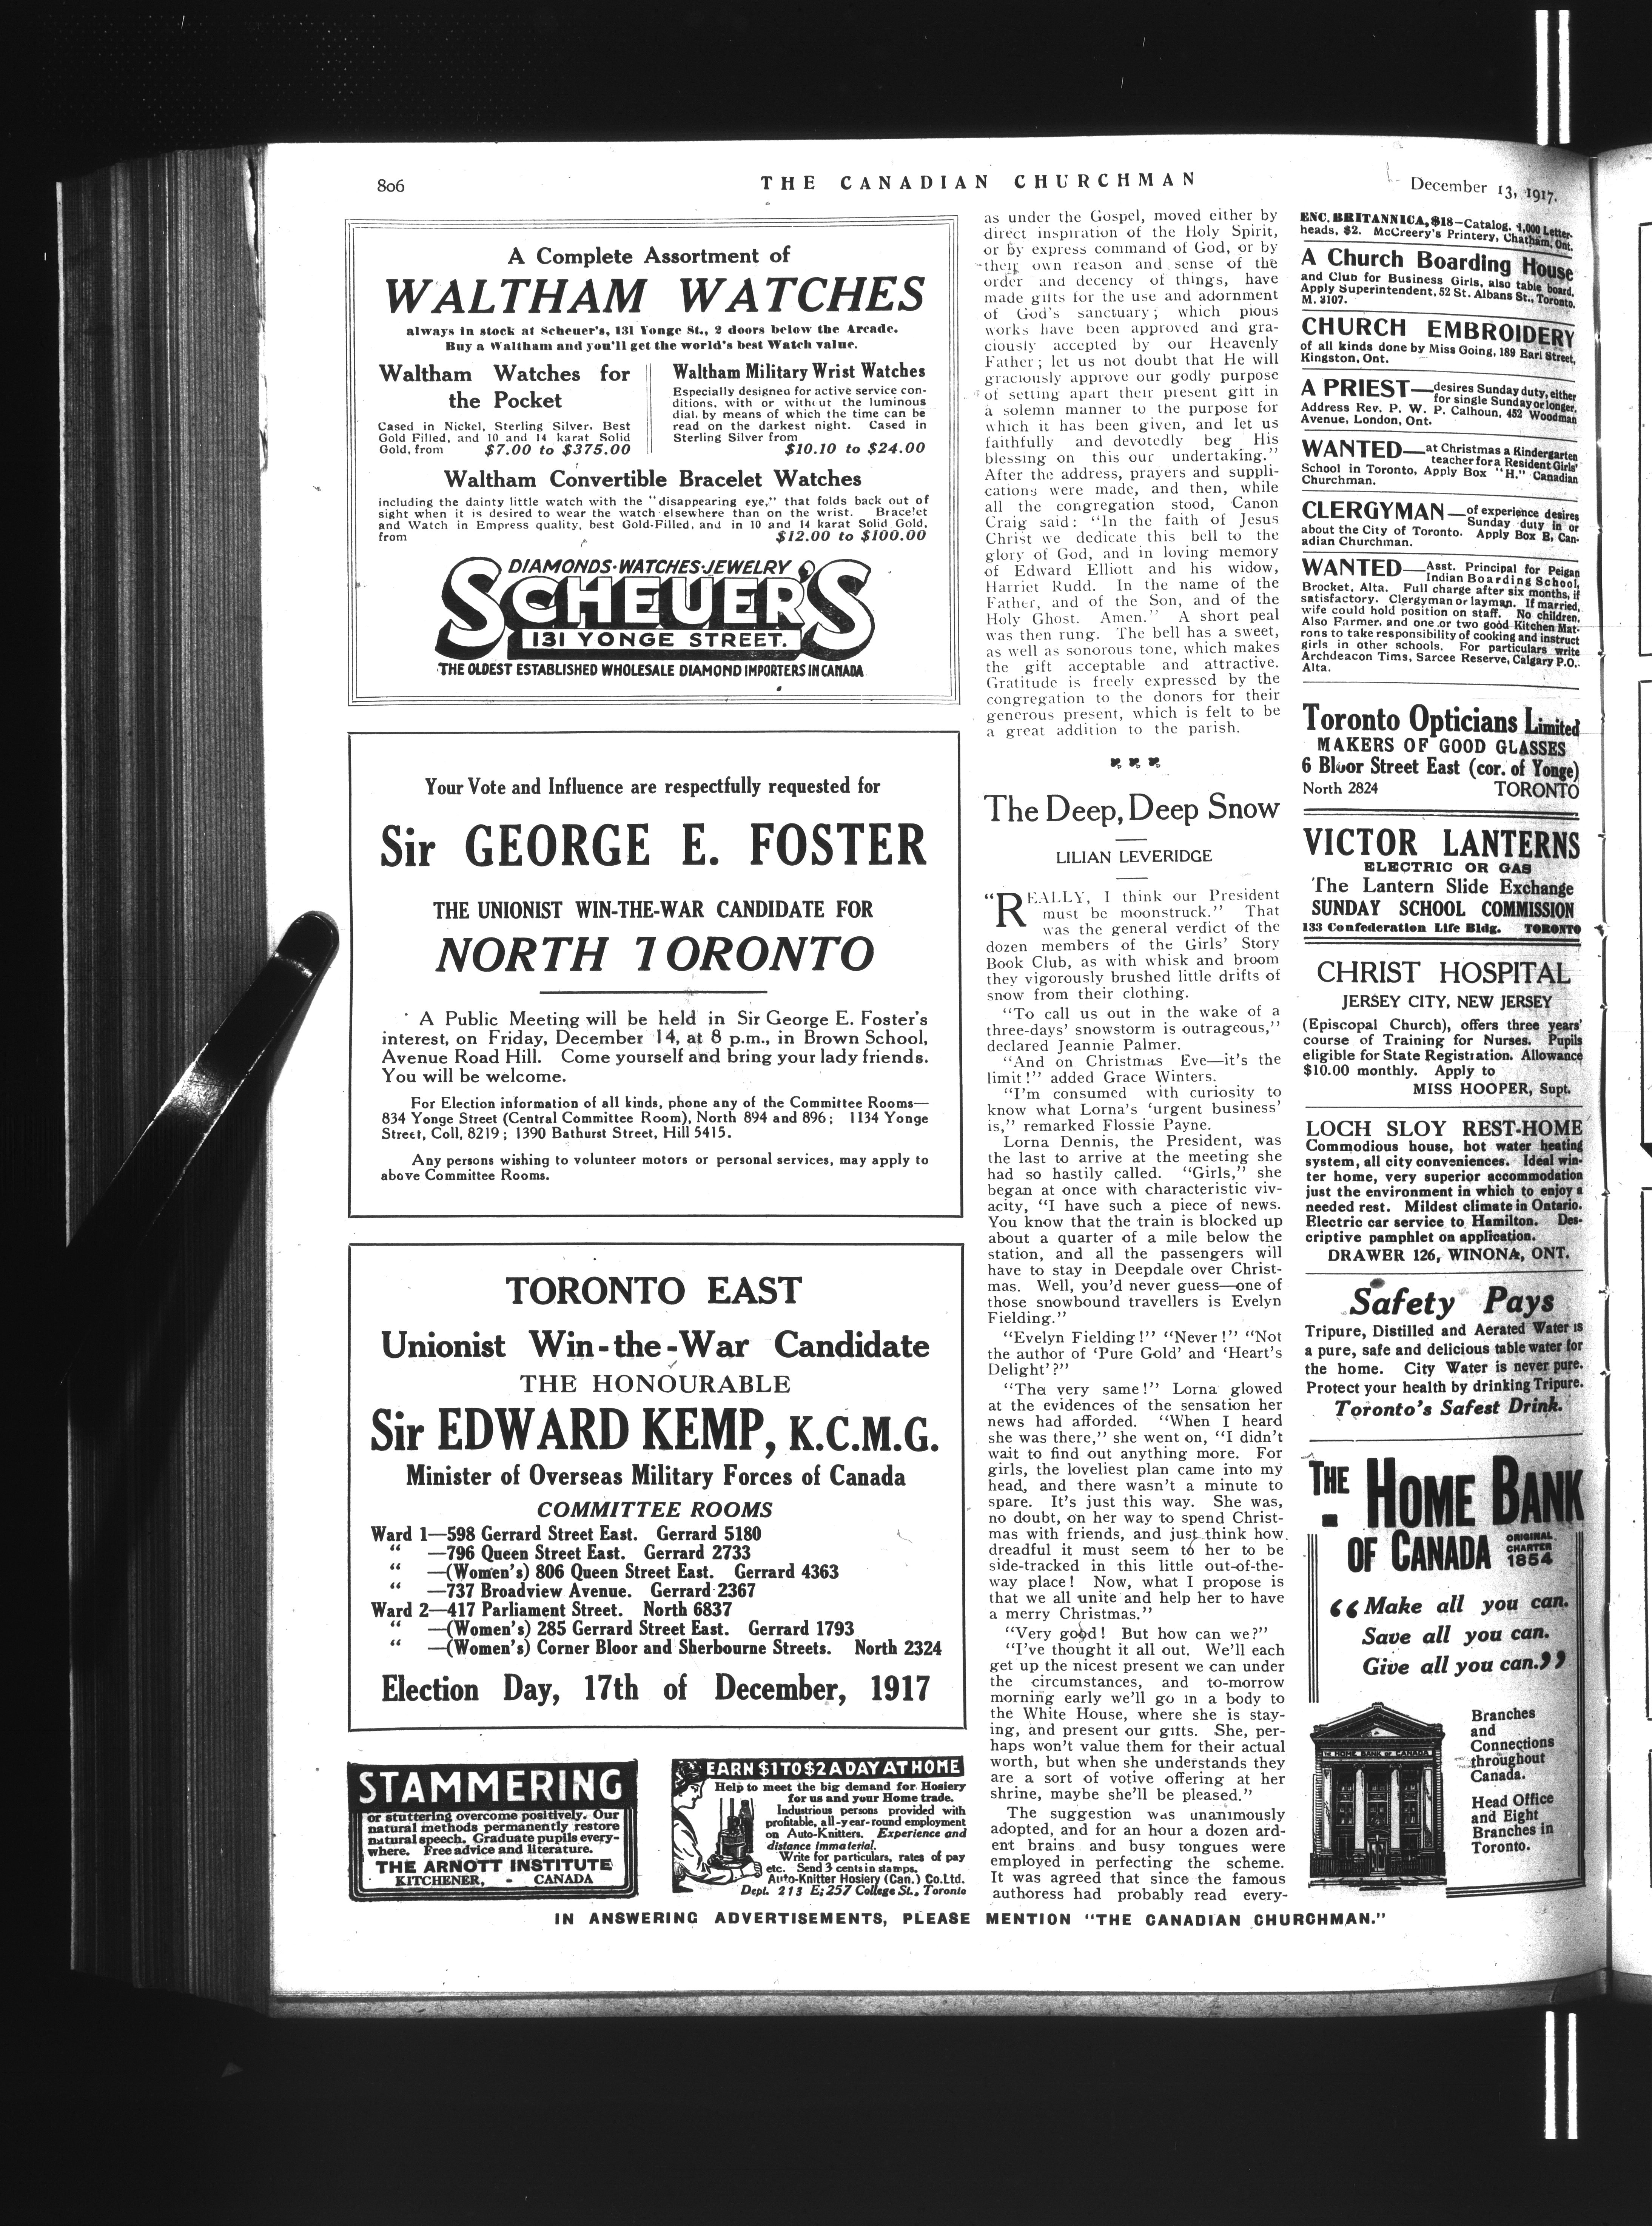 806
THE CANADIAN CHURCHMAN
December 13, 1917.
A Complete Assortment of
WALTHAM WATCHES
always in stock at Scheuer's, 131 Yonge St., 2 doors below the Arcade.
Buy a Waltham and you'll get the world's best Watch value.
Waltham Watches for
the Pocket
Cased in Nickel, Sterling Silver, Best
Gold Filled, and 10 and 14 karat Solid
Gold, from $7.00 to $375.00
Waltham Military Wrist Watches
Especially designed for active service con-
ditions, with or without the luminous
dial, by means of which the time can be
read on the darkest night. Cased in
Sterling Silver from
$10.10 to $24.00
Waltham Convertible Bracelet Watches
including the dainty little watch with the "disappearing eye," that folds back out of
sight when it is desired to wear the watch elsewhere than on the wrist. Bracelet
and Watch in Empress quality, best Gold-Filled, and in 10 and 14 karat Solid Gold,
from $12.00 to $100.00
DIAMONDS·WATCHES·JEWELRY
SCHEUER'S
131 YONGE STREET.
THE OLDEST ESTABLISHED WHOLESALE DIAMOND IMPORTERS IN CANADA
Your Vote and Influence are respectfully requested for
Sir GEORGE E. FOSTER
THE UNIONIST WIN-THE-WAR CANDIDATE FOR
NORTH TORONTO
A Public Meeting will be held in Sir George E. Foster's
interest, on Friday, December 14, at 8 p.m., in Brown School,
Avenue Road Hill. Come yourself and bring your lady friends.
You will be welcome.
For Election information of all kinds, phone any of the Committee Rooms—
834 Yonge Street (Central Committee Room), North 894 and 896; 1134 Yonge
Street, Coll, 8219; 1390 Bathurst Street, Hill 5415.
Any persons wishing to volunteer motors or personal services, may apply to
above Committee Rooms.
TORONTO EAST
Unionist Win-the-War Candidate
THE HONOURABLE
Sir EDWARD KEMP, K.C.M.G.
Minister of Overseas Military Forces of Canada
COMMITTEE ROOMS
Ward 1—598 Gerrard Street East. Gerrard 5180
“ —796 Queen Street East. Gerrard 2733
“ —(Women's) 806 Queen Street East. Gerrard 4363
“ —737 Broadview Avenue. Gerrard 2367
Ward 2—417 Parliament Street. North 6837
“ —(Women's) 285 Gerrard Street East. Gerrard 1793
“ —(Women's) Corner Bloor and Sherbourne Streets. North 2324
Election Day, 17th of December, 1917
STAMMERING
or stuttering overcome positively. Our
natural methods permanently restore
natural speech. Graduate pupils every-
where. Free advice and literature.
THE ARNOTT INSTITUTE
KITCHENER, - CANADA
EARN $1 TO $2 A DAY AT HOME
Help to meet the big demand for Hosiery
for us and your Home trade.
Industrious persons provided with
profitable, all-year-round employment
on Auto-Knitters. Experience and
distance immaterial.
Write for particulars, rates of pay
etc. Send 3 cents in stamps.
Auto-Knitter Hosiery (Can.) Co. Ltd.
Dept. 213 E; 257 College St., Toronto
as under the Gospel, moved either by
direct inspiration of the Holy Spirit,
or by express command of God, or by
their own reason and sense of the
order and decency of things, have
made gifts for the use and adornment
of God's sanctuary; which pious
works have been approved and gra-
ciously accepted by our Heavenly
Father; let us not doubt that He will
graciously approve our godly purpose
of setting apart their present gift in
a solemn manner to the purpose for
which it has been given, and let us
faithfully and devotedly beg His
blessing on this our undertaking."
After the address, prayers and suppli-
cations were made, and then, while
all the congregation stood, Canon
Craig said: "In the faith of Jesus
Christ we dedicate this bell to the
glory of God, and in loving memory
of Edward Elliott and his widow,
Harriet Rudd. In the name of the
Father, and of the Son, and of the
Holy Ghost. Amen." A short peal
was then rung. The bell has a sweet,
as well as sonorous tone, which makes
the gift acceptable and attractive.
Gratitude is freely expressed by the
congregation to the donors for their
generous present, which is felt to be
a great addition to the parish.
The Deep, Deep Snow
LILIAN LEVERIDGE
"REALLY, I think our President
must be moonstruck." That
was the general verdict of the
dozen members of the Girls' Story
Book Club, as with whisk and broom
they vigorously brushed little drifts of
snow from their clothing.
"To call us out in the wake of a
three-days' snowstorm is outrageous,"
declared Jeannie Palmer.
"And on Christmas Eve—it's the
limit!" added Grace Winters.
"I'm consumed with curiosity to
know what Lorna's 'urgent business'
is," remarked Flossie Payne.
Lorna Dennis, the President, was
the last to arrive at the meeting she
had so hastily called. "Girls," she
began at once with characteristic viv-
acity, "I have such a piece of news.
You know that the train is blocked up
about a quarter of a mile below the
station, and all the passengers will
have to stay in Deepdale over Christ-
mas. Well, you'd never guess—one of
those snowbound travellers is Evelyn
Fielding."
"Evelyn Fielding!" "Never!" "Not
the author of 'Pure Gold' and 'Heart's
Delight'?"
"The very same!" Lorna glowed
at the evidences of the sensation her
news had afforded. "When I heard
she was there," she went on, "I didn't
wait to find out anything more. For
girls, the loveliest plan came into my
head, and there wasn't a minute to
spare. It's just this way. She was,
no doubt, on her way to spend Christ-
mas with friends, and just think how
dreadful it must seem to her to be
side-tracked in this little out-of-the-
way place! Now, what I propose is
that we all unite and help her to have
a merry Christmas."
"Very good! But how can we?"
"I've thought it all out. We'll each
get up the nicest present we can under
the circumstances, and to-morrow
morning early we'll go in a body to
the White House, where she is stay-
ing, and present our gifts. She, per-
haps won't value them for their actual
worth, but when she understands they
are a sort of votive offering at her
shrine, maybe she'll be pleased."
The suggestion was unanimously
adopted, and for an hour a dozen ard-
ent brains and busy tongues were
employed in perfecting the scheme.
It was agreed that since the famous
authoress had probably read every-
ENC. BRITANNICA, $18—Catalog. 1,000 Letter-
heads, $2. McCreery's Printery, Chatham, Ont.
A Church Boarding House
and Club for Business Girls, also table board.
Apply Superintendent, 52 St. Albans St., Toronto.
M. 3107.
CHURCH EMBROIDERY
of all kinds done by Miss Going, 189 Earl Street,
Kingston, Ont.
A PRIEST—desires Sunday duty, either
for single Sunday or longer.
Address Rev. P. W. P. Calhoun, 452 Woodman
Avenue, London, Ont.
WANTED—at Christmas a Kindergarten
teacher for a Resident Girls'
School in Toronto, Apply Box "H." Canadian
Churchman.
CLERGYMAN—of experience desires
Sunday duty in or
about the City of Toronto. Apply Box B, Can-
adian Churchman.
WANTED—Asst. Principal for Peigan
Indian Boarding School,
Brocket, Alta. Full charge after six months, if
satisfactory. Clergyman or layman. If married,
wife could hold position on staff. No children.
Also Farmer, and one or two good Kitchen Mat-
rons to take responsibility of cooking and instruct
girls in other schools. For particulars write
Archdeacon Tims, Sarcee Reserve, Calgary P.O.
Alta.
Toronto Opticians Limited
MAKERS OF GOOD GLASSES
6 Bloor Street East (cor. of Yonge)
North 2824 TORONTO
VICTOR LANTERNS
ELECTRIC OR GAS
The Lantern Slide Exchange
SUNDAY SCHOOL COMMISSION
133 Confederation Life Bldg. TORONTO
CHRIST HOSPITAL
JERSEY CITY, NEW JERSEY
(Episcopal Church), offers three years'
course of Training for Nurses. Pupils
eligible for State Registration. Allowance
$10.00 monthly. Apply to
MISS HOOPER, Supt.
LOCH SLOY REST-HOME
Commodious house, hot water heating
system, all city conveniences. Ideal win-
ter home, very superior accommodation
just the environment in which to enjoy a
needed rest. Mildest climate in Ontario.
Electric car service to Hamilton. Des-
criptive pamphlet on application.
DRAWER 126, WINONA, ONT.
Safety Pays
Tripure, Distilled and Aerated Water is
a pure, safe and delicious table water for
the home. City Water is never pure.
Protect your health by drinking Tripure.
Toronto's Safest Drink.
THE HOME BANK
OF CANADA
ORIGINAL
CHARTER
1854
“Make all you can.
Save all you can.
Give all you can.”
THE HOME BANK OF CANADA
Branches
and
Connections
throughout
Canada.
Head Office
and Eight
Branches in
Toronto.
IN ANSWERING ADVERTISEMENTS, PLEASE MENTION "THE CANADIAN CHURCHMAN."